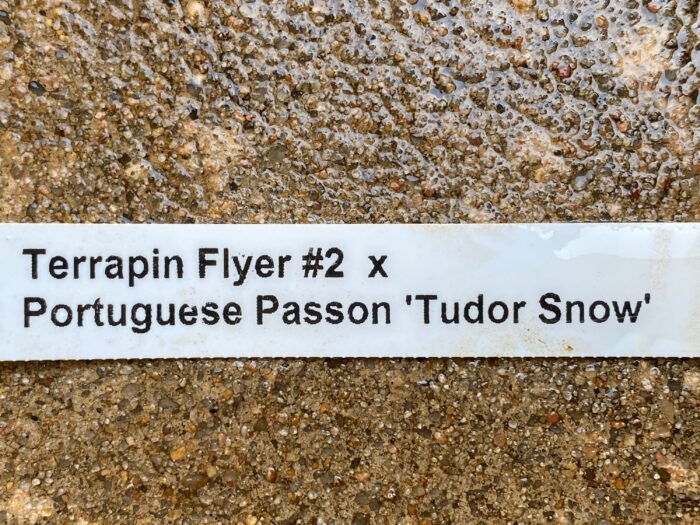 Terrapin Flyer #2 x
Portuguese Passon 'Tudor Snow'